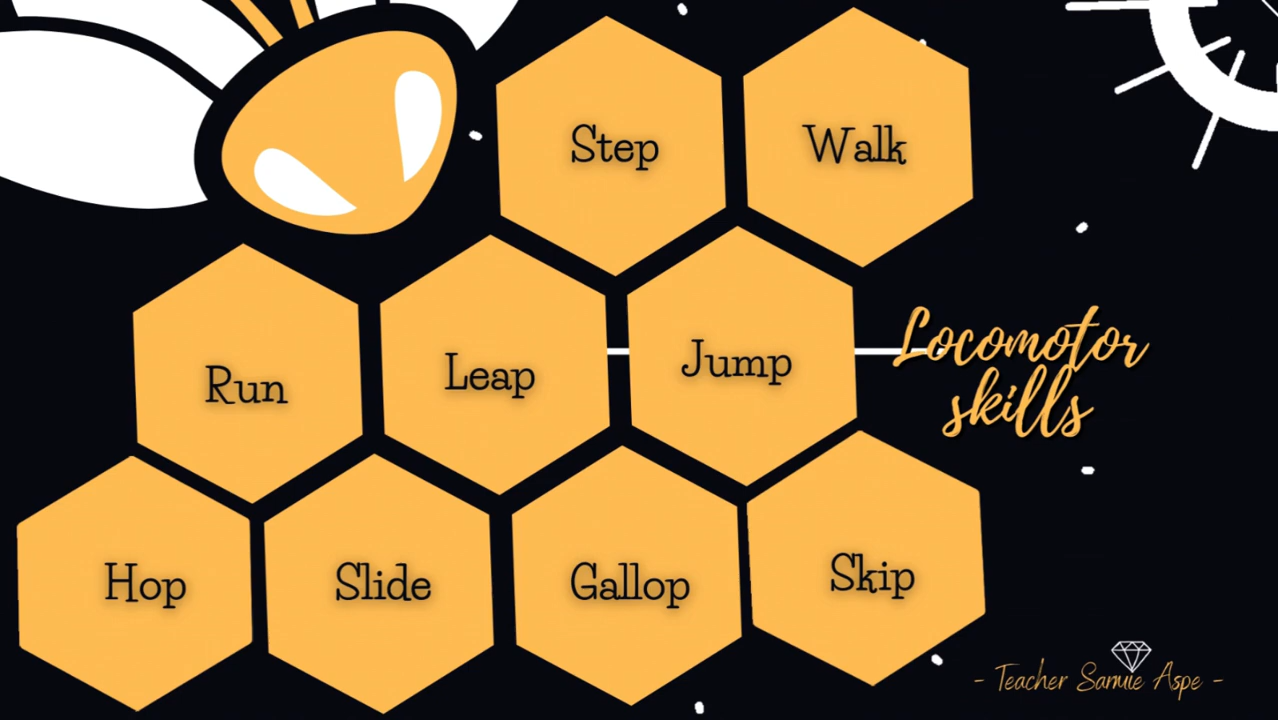 Step
Walk
Run
Leap
Jump
Locomotor
skills
Hop
Slide
Gallop
Skip
- Teacher Samie Aspe -